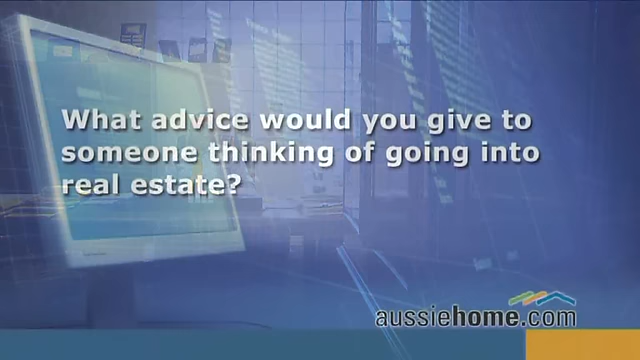 What advice would you give to
someone thinking of going into
real estate?
aussiehome.com